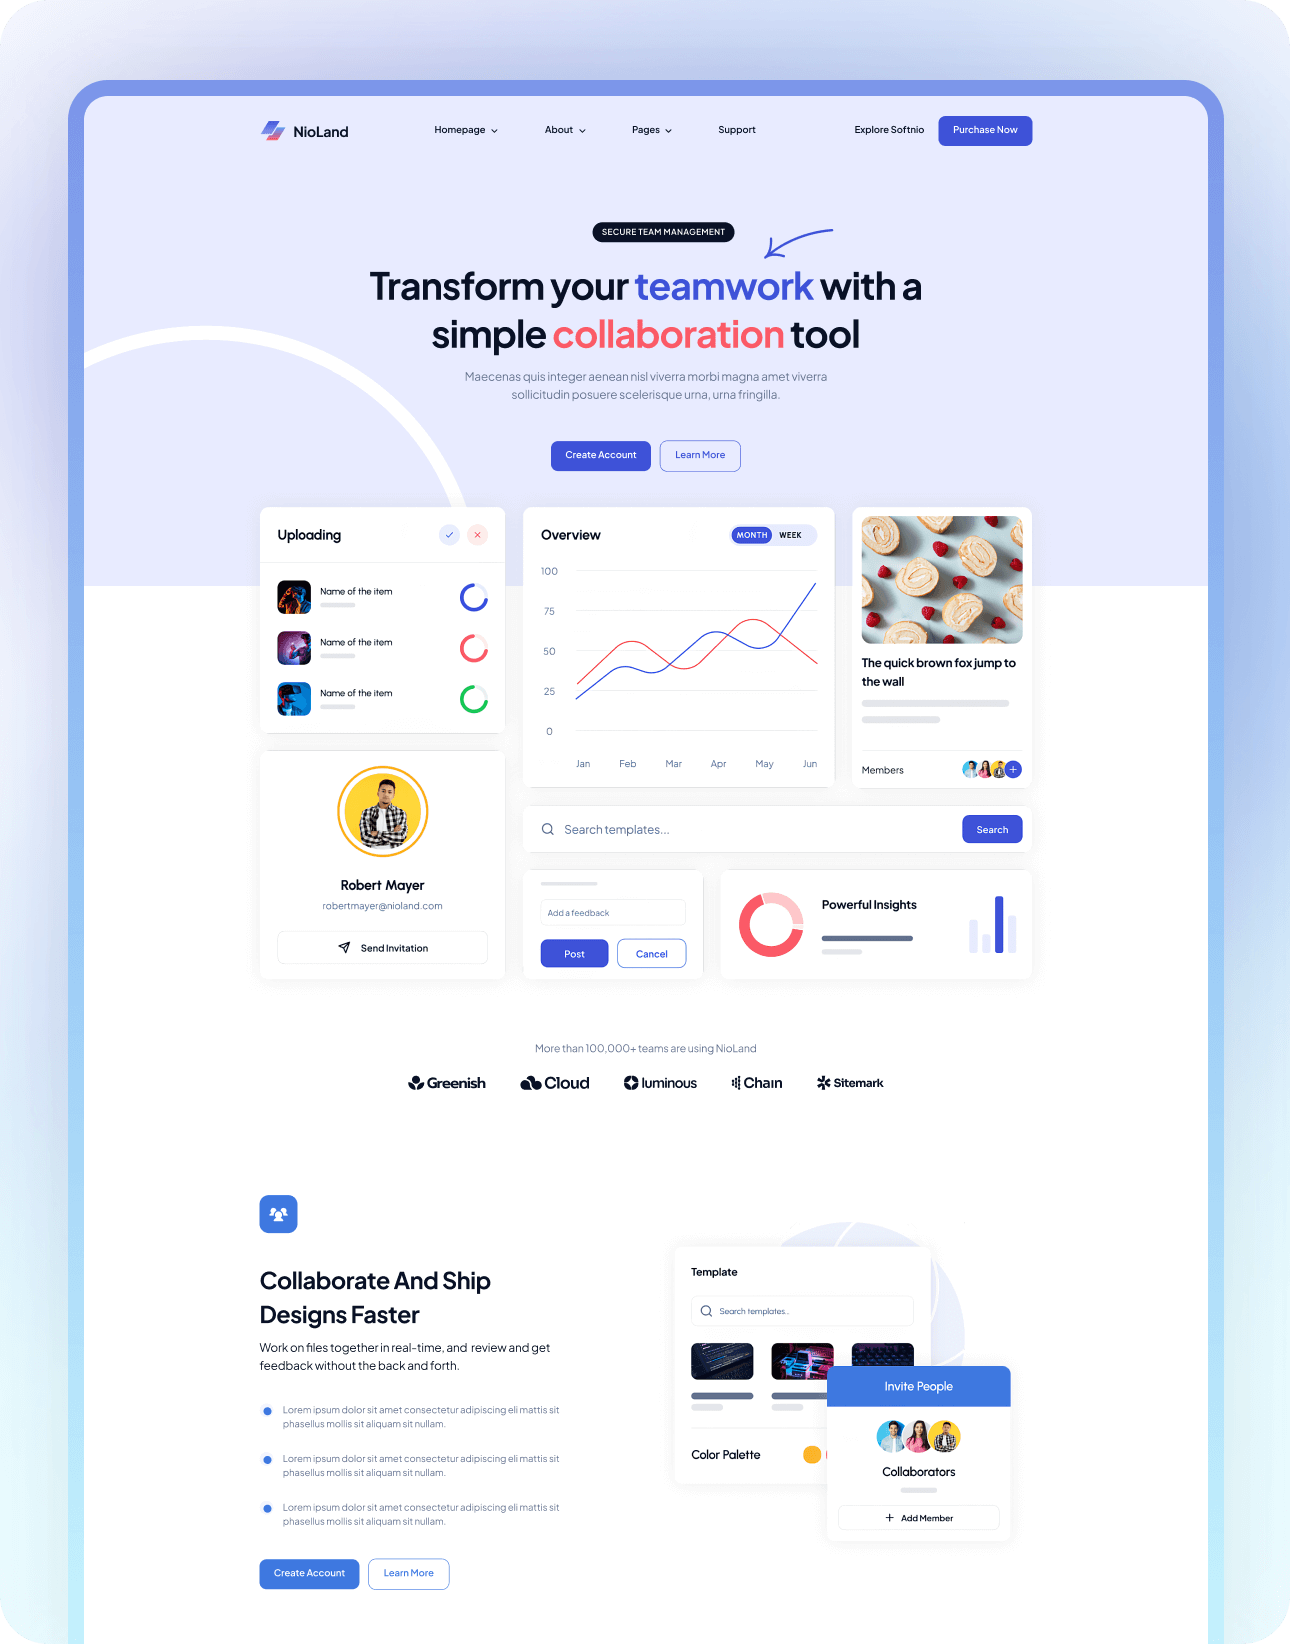 NioLand
Homepage
About
Pages
Support
Explore Softnio
Purchase Now
SECURE TEAM MANAGEMENT
Transform your teamwork with a
simple collaboration tool
Maecenas quis integer aenean nisl viverra morbi magna amet viverra
sollicitudin posuere scelerisque urna, urna fringilla.
Create Account
Learn More
Uploading
Name of the item
Name of the item
Name of the item
Overview
MONTH
WEEK
100
75
50
25
0
Jan
Feb
Mar
Apr
May
Jun
The quick brown fox jump to
the wall
Members
Robert Mayer
robertmayer@nioland.com
Send Invitation
Search templates...
Search
Add a feedback
Post
Cancel
Powerful Insights
More than 100,000+ teams are using NioLand
Greenish
Cloud
luminous
Chain
Sitemark
Collaborate And Ship
Designs Faster
Work on files together in real-time, and review and get
feedback without the back and forth.
Lorem ipsum dolor sit amet consectetur adipiscing eli mattis sit
phasellus mollis sit aliquam sit nullam.
Lorem ipsum dolor sit amet consectetur adipiscing eli mattis sit
phasellus mollis sit aliquam sit nullam.
Lorem ipsum dolor sit amet consectetur adipiscing eli mattis sit
phasellus mollis sit aliquam sit nullam.
Create Account
Learn More
Template
Search templates..
Color Palette
Invite People
Collaborators
Add Member